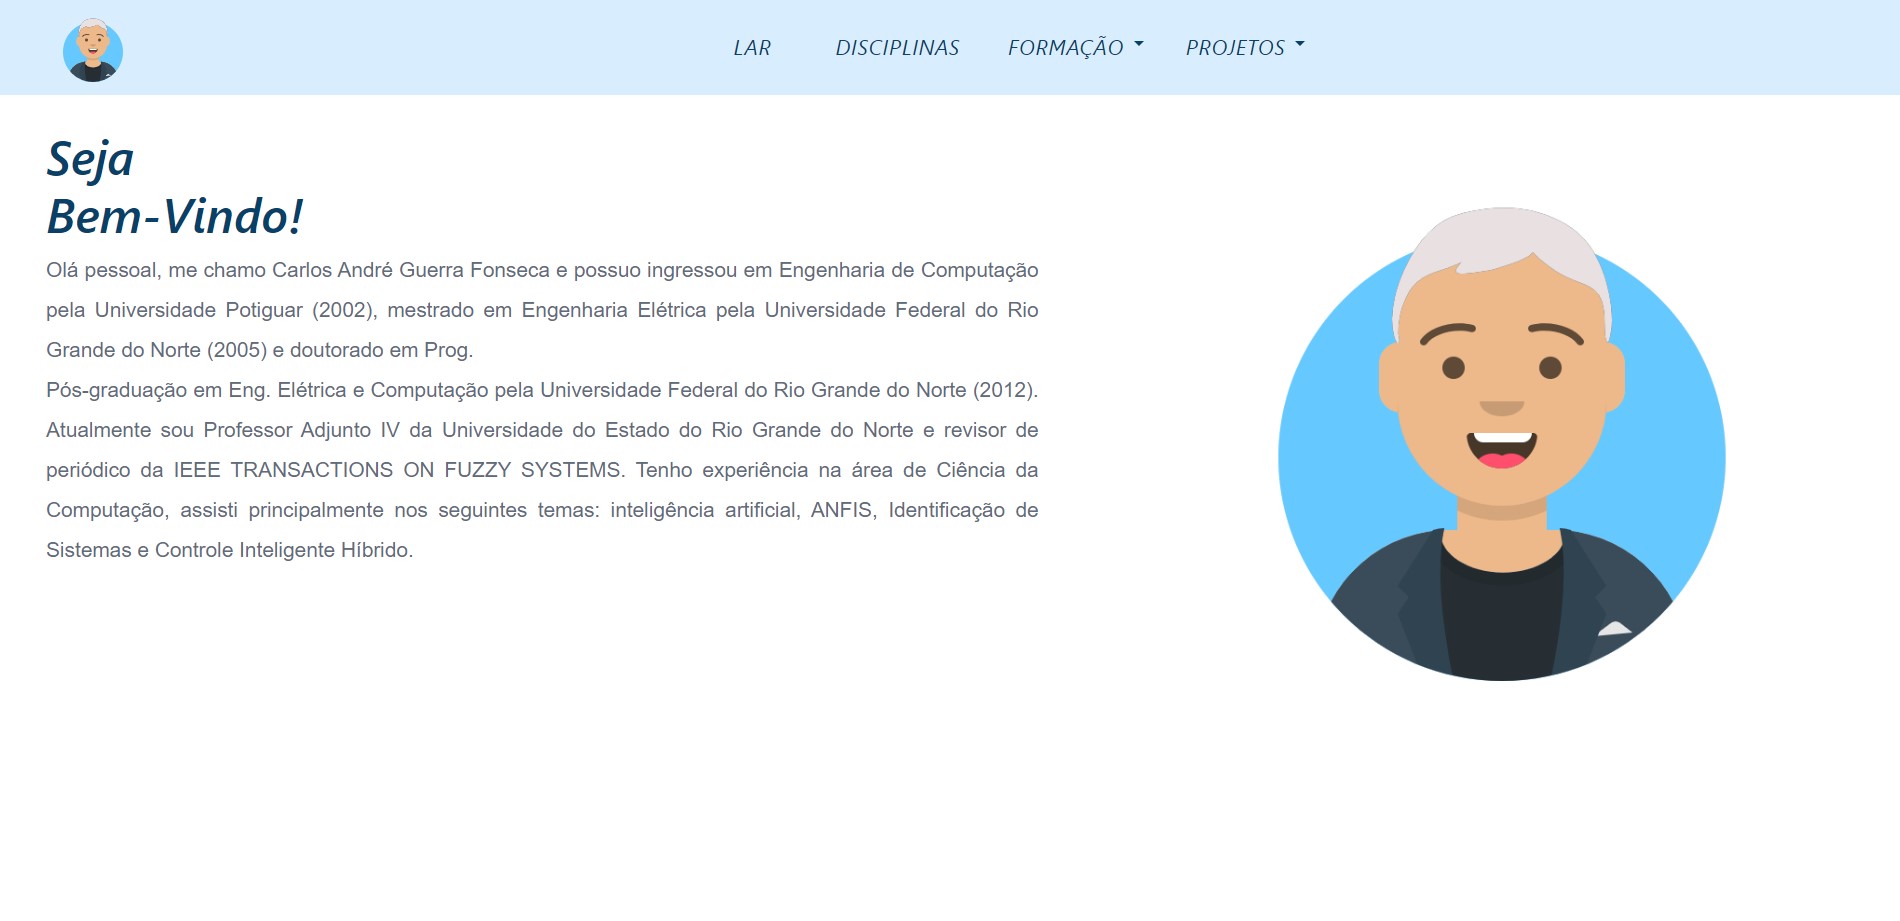 LAR DISCIPLINAS FORMAÇÃO PROJETOS
Seja
Bem-Vindo!
Olá pessoal, me chamo Carlos André Guerra Fonseca e possuo ingressou em Engenharia de Computação
pela Universidade Potiguar (2002), mestrado em Engenharia Elétrica pela Universidade Federal do Rio
Grande do Norte (2005) e doutorado em Prog.
Pós-graduação em Eng. Elétrica e Computação pela Universidade Federal do Rio Grande do Norte (2012).
Atualmente sou Professor Adjunto IV da Universidade do Estado do Rio Grande do Norte e revisor de
periódico da IEEE TRANSACTIONS ON FUZZY SYSTEMS. Tenho experiência na área de Ciência da
Computação, assisti principalmente nos seguintes temas: inteligência artificial, ANFIS, Identificação de
Sistemas e Controle Inteligente Híbrido.